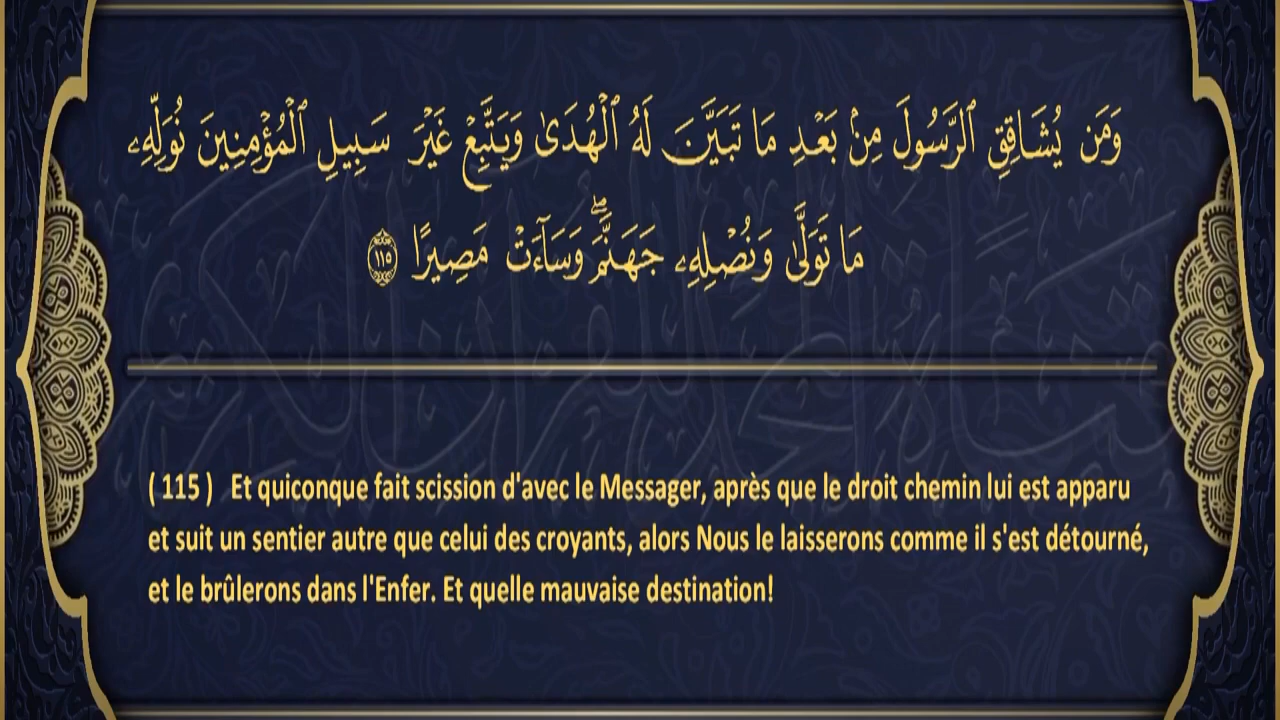 وَمَن يُشَاقِقِ ٱلرَّسُولَ مِنۢ بَعْدِ مَا تَبَيَّنَ لَهُ ٱلْهُدَىٰ وَيَتَّبِعْ غَيْرَ سَبِيلِ ٱلْمُؤْمِنِينَ نُوَلِّهِۦ
مَا تَوَلَّىٰ وَنُصْلِهِۦ جَهَنَّمَ ۖ وَسَآءَتْ مَصِيرًا ١١٥
( 115 ) Et quiconque fait scission d'avec le Messager, après que le droit chemin lui est apparu
et suit un sentier autre que celui des croyants, alors Nous le laisserons comme il s'est détourné,
et le brûlerons dans l'Enfer. Et quelle mauvaise destination!